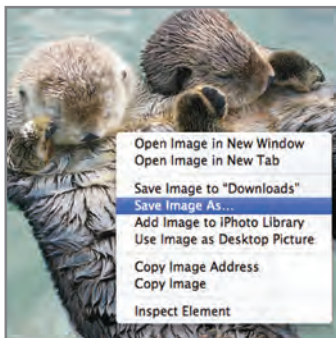 Open Image in New Window
Open Image in New Tab
Save Image to "Downloads"
Save Image As...
Add Image to iPhoto Library
Use Image as Desktop Picture
Copy Image Address
Copy Image
Inspect Element